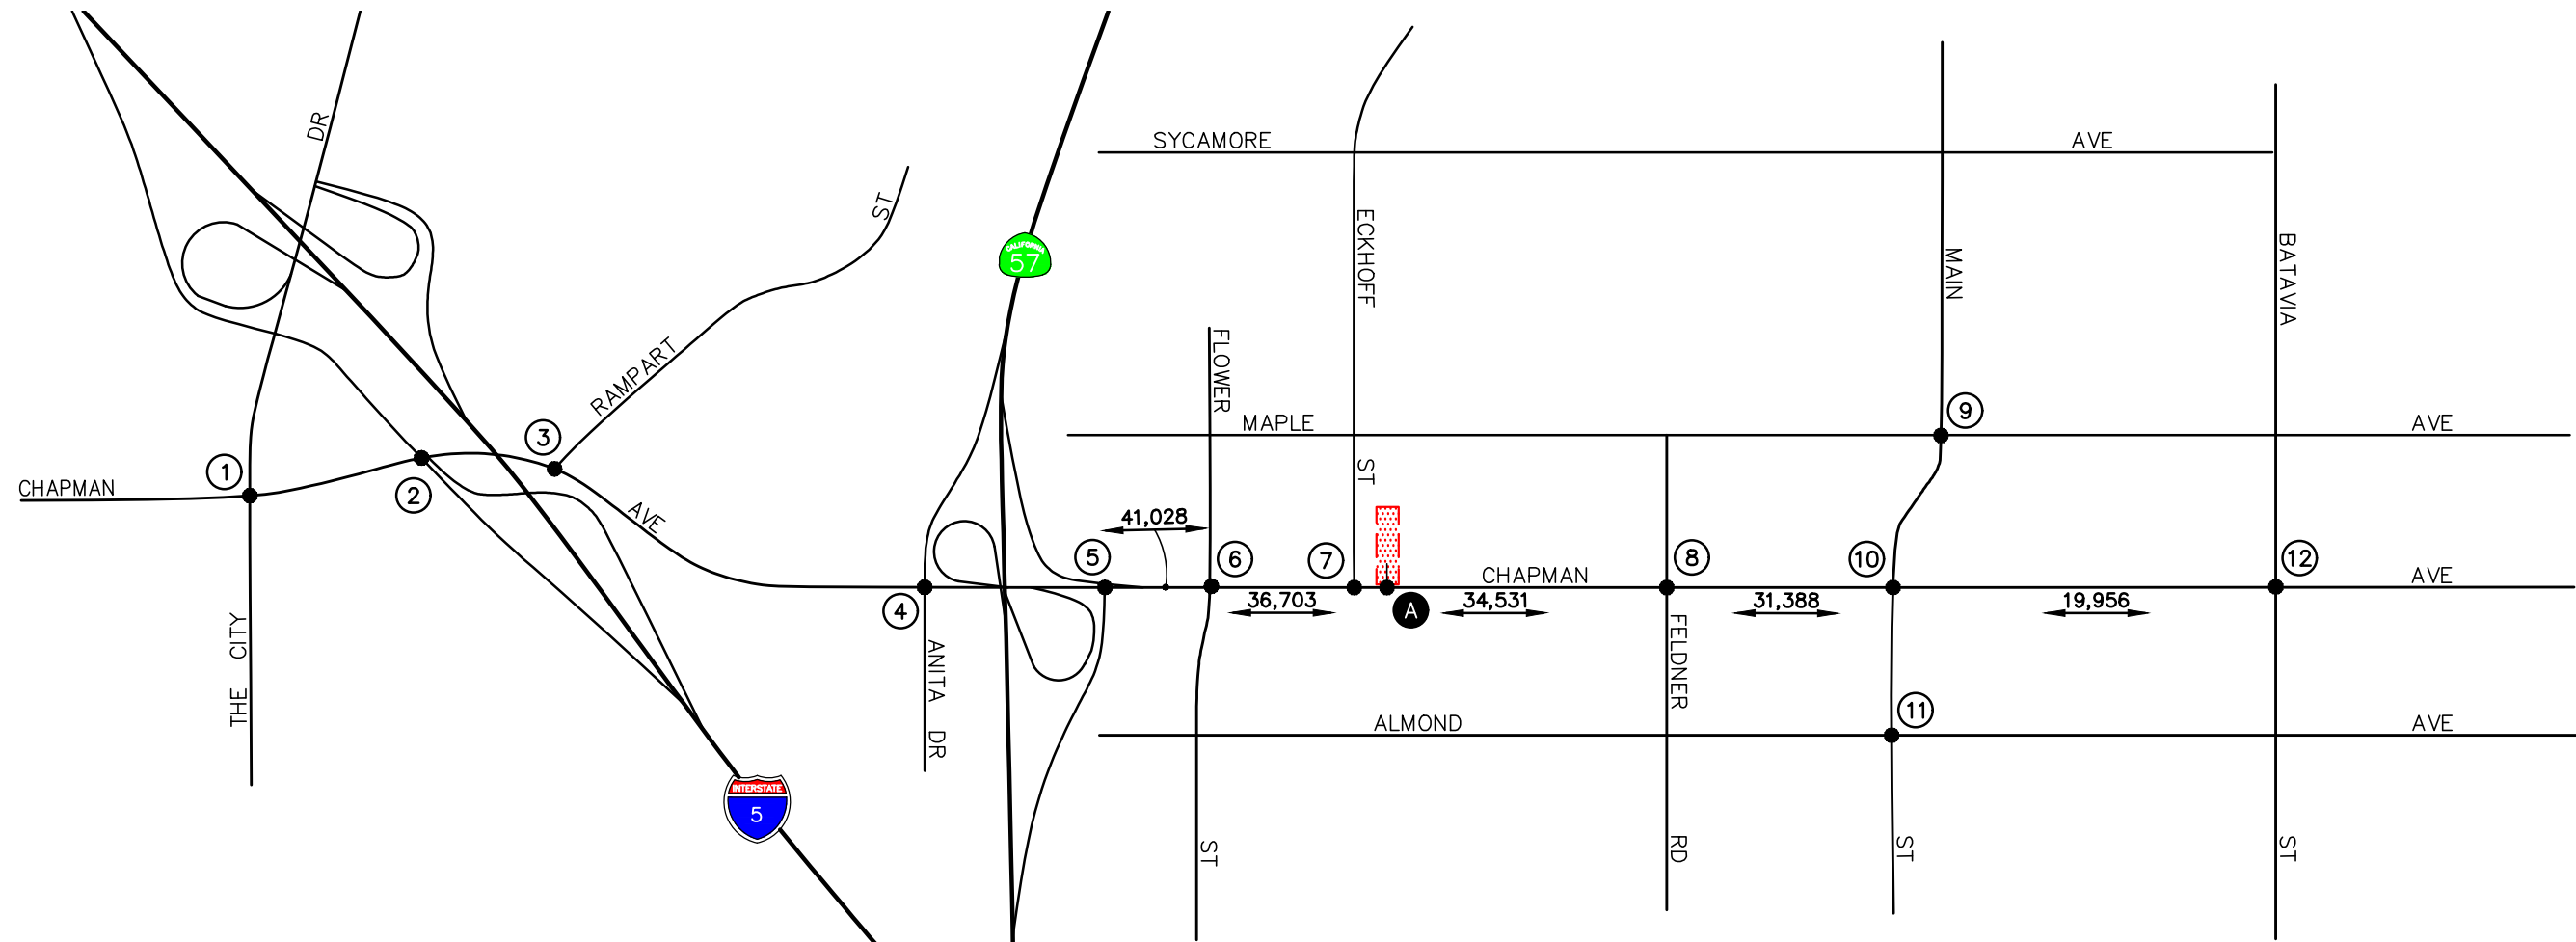 DR
SYCAMORE AVE
ST
ECKHOFF
CALIFORNIA
57
MAIN
BATAVIA
FLOWER
RAMPART
MAPLE AVE
9
3
1
CHAPMAN
2
ST
AVE
41,028
5
6
7
CHAPMAN
8
10
12
AVE
4
36,703
A
34,531
31,388
19,956
THE CITY
ANITA DR
FELDNER
11
ALMOND AVE
INTERSTATE
5
ST
RD
ST
ST